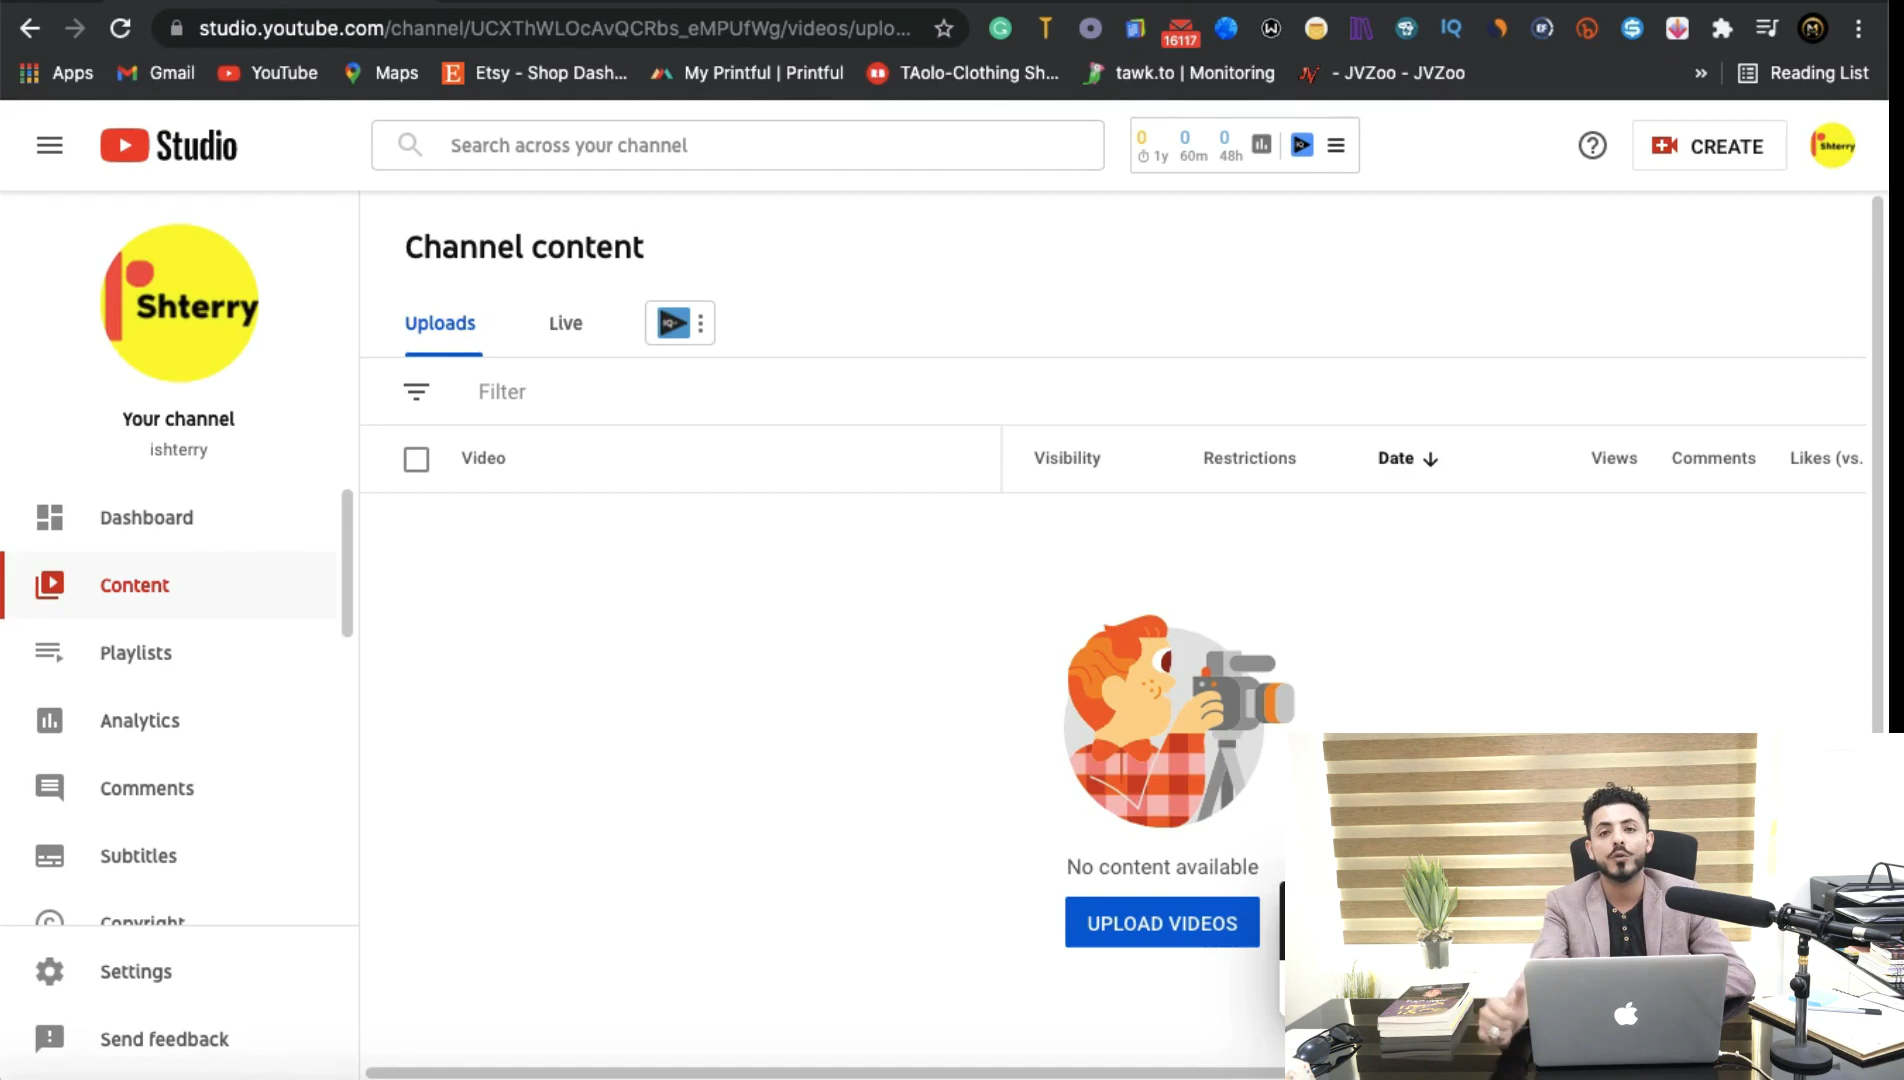 studio.youtube.com/channel/UCXThWLOcAvQCRbs_eMPUfWg/videos/uplo...
16117
Apps
Gmail
YouTube
Maps
Etsy - Shop Dash...
My Printful | Printful
TAolo-Clothing Sh...
tawk.to | Monitoring
- JVZoo - JVZoo
»
Reading List
Studio
Search across your channel
0 0 0
1y 60m 48h
CREATE
Shterry
Shterry
Your channel
ishterry
Dashboard
Content
Playlists
Analytics
Comments
Subtitles
Copyright
Settings
Send feedback
Channel content
Uploads
Live
Filter
Video
Visibility
Restrictions
Date
Views
Comments
Likes (vs.
No content available
UPLOAD VIDEOS